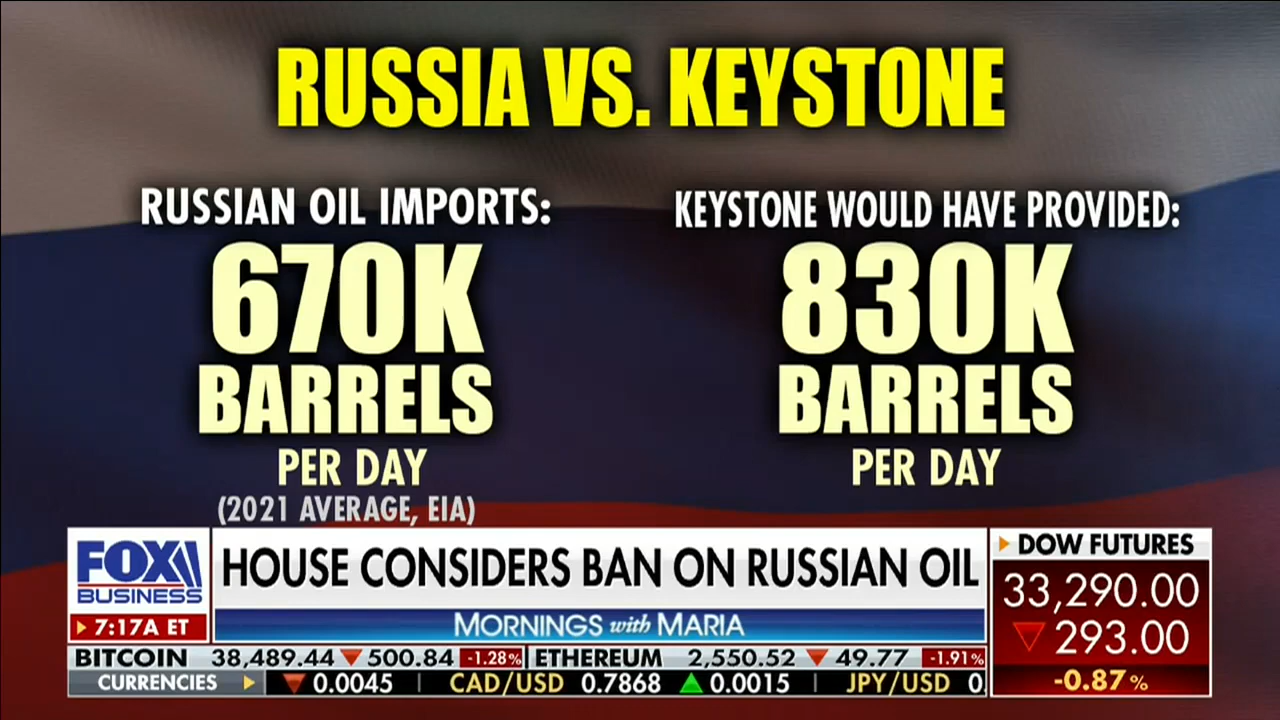 RUSSIA VS. KEYSTONE
RUSSIAN OIL IMPORTS:
670K
BARRELS
PER DAY
(2021 AVERAGE, EIA)
KEYSTONE WOULD HAVE PROVIDED:
830K
BARRELS
PER DAY
FOX
BUSINESS
7:17A ET
HOUSE CONSIDERS BAN ON RUSSIAN OIL
MORNINGS with MARIA
DOW FUTURES
33,290.00
293.00
-0.87%
BITCOIN 38,489.44 500.84 -1.28% ETHEREUM 2,550.52 49.77 -1.91%
CURRENCIES 0.0045 CAD/USD 0.7868 0.0015 JPY/USD 0